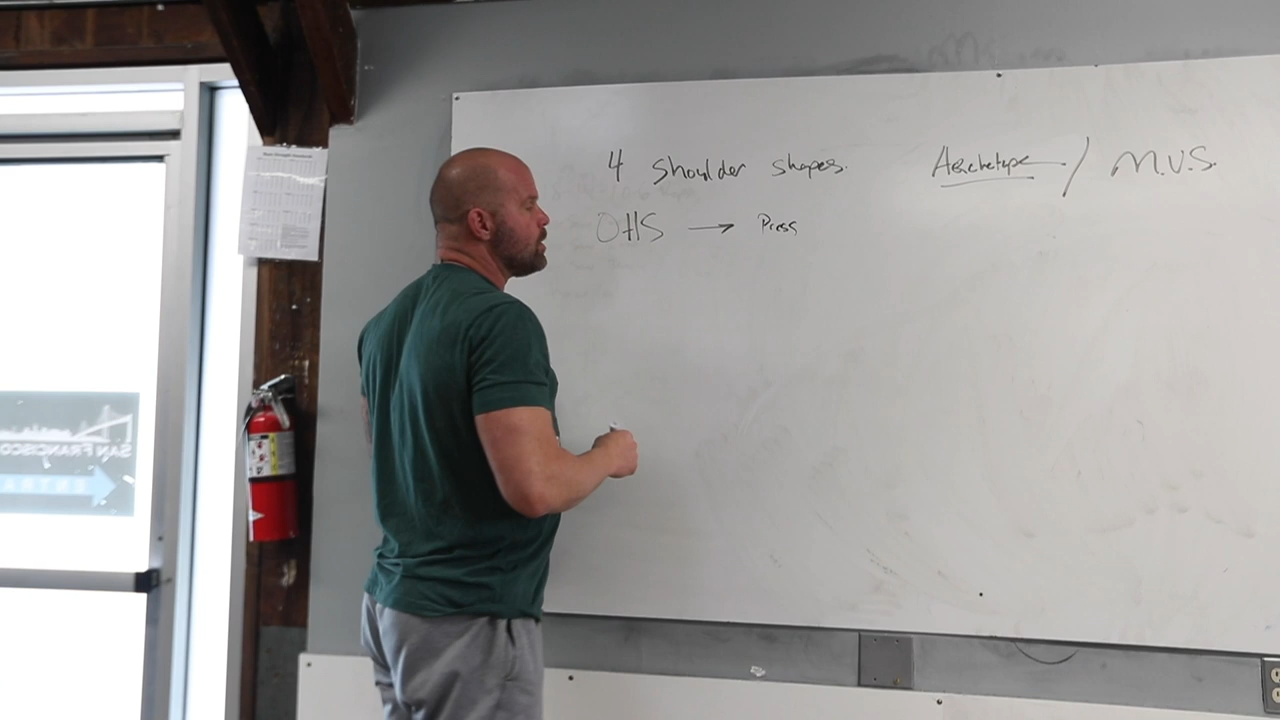 4 shoulder shapes. Archetype / M.V.S.
OHS → Press
SAN FRANCISCO